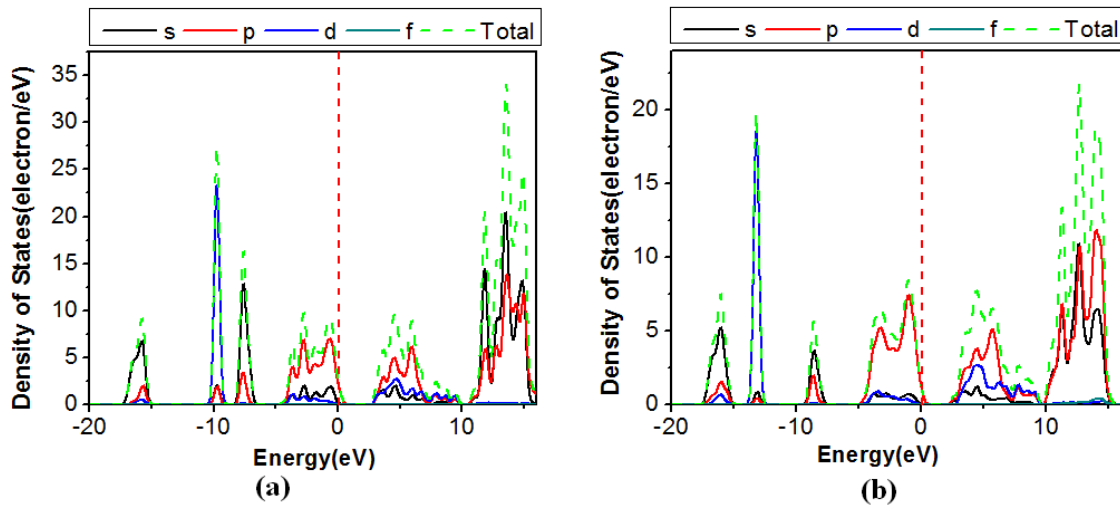 s p d f Total
Density of States(electron/eV)
35
30
25
20
15
10
5
0
-20 -10 0 10
Energy(eV)
(a)
s p d f Total
Density of States(electron/eV)
20
15
10
5
0
-20 -10 0 10
Energy(eV)
(b)